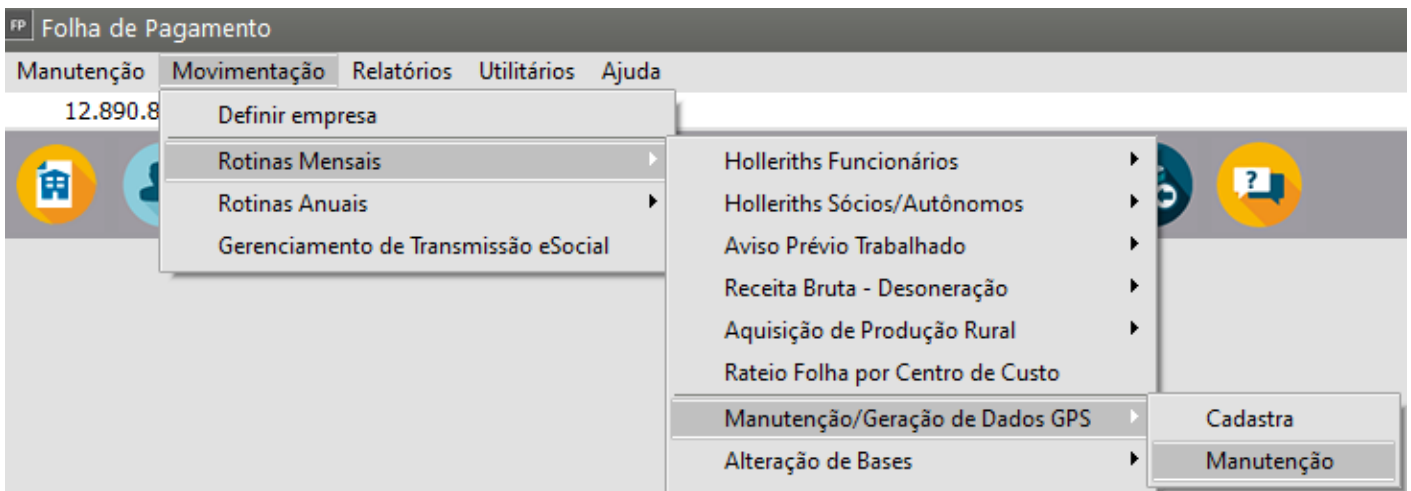 FP Folha de Pagamento
Manutenção Movimentação Relatórios Utilitários Ajuda
12.890.8
Definir empresa
Rotinas Mensais
Rotinas Anuais
Gerenciamento de Transmissão eSocial
Holleriths Funcionários
Holleriths Sócios/Autônomos
Aviso Prévio Trabalhado
Receita Bruta - Desoneração
Aquisição de Produção Rural
Rateio Folha por Centro de Custo
Manutenção/Geração de Dados GPS
Alteração de Bases
Cadastra
Manutenção
?